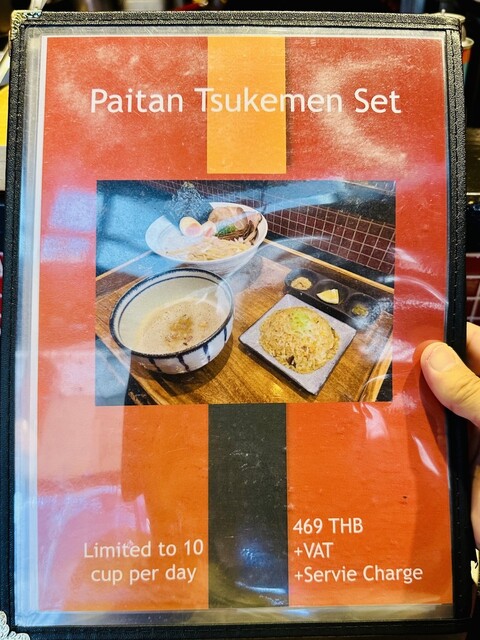 Paitan Tsukemen Set
Limited to 10
cup per day
469 THB
+VAT
+Servie Charge